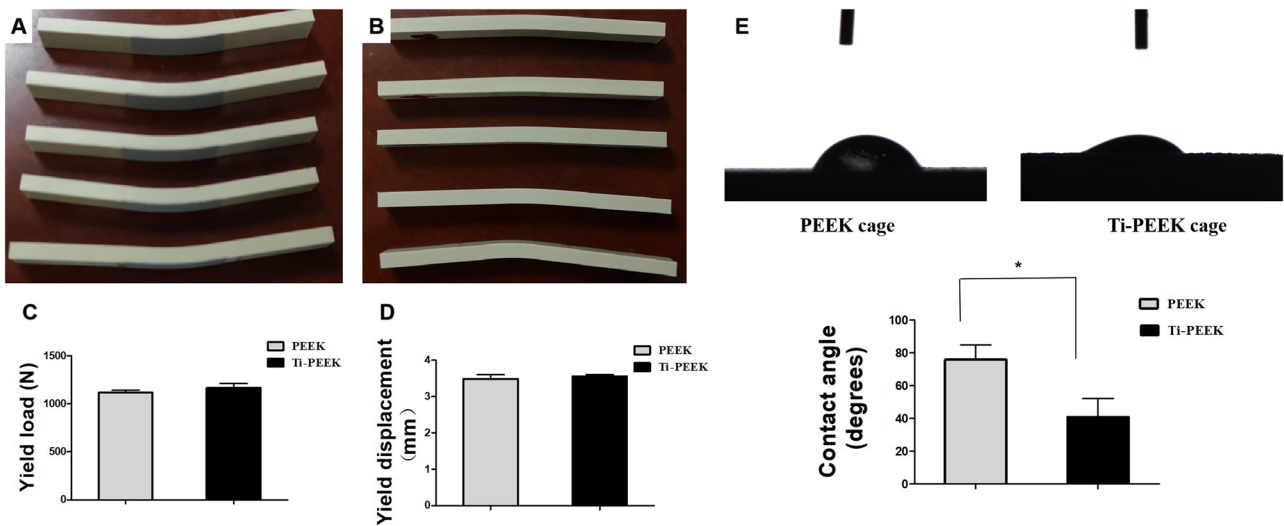 A
B
E
PEEK cage
Ti-PEEK cage
C
PEEK
Ti-PEEK
Yield load (N)
1500
1000
500
0
D
PEEK
Ti-PEEK
Yield displacement
(mm)
4
3
2
1
0
*
PEEK
Ti-PEEK
Contact angle
(degrees)
100
80
60
40
20
0